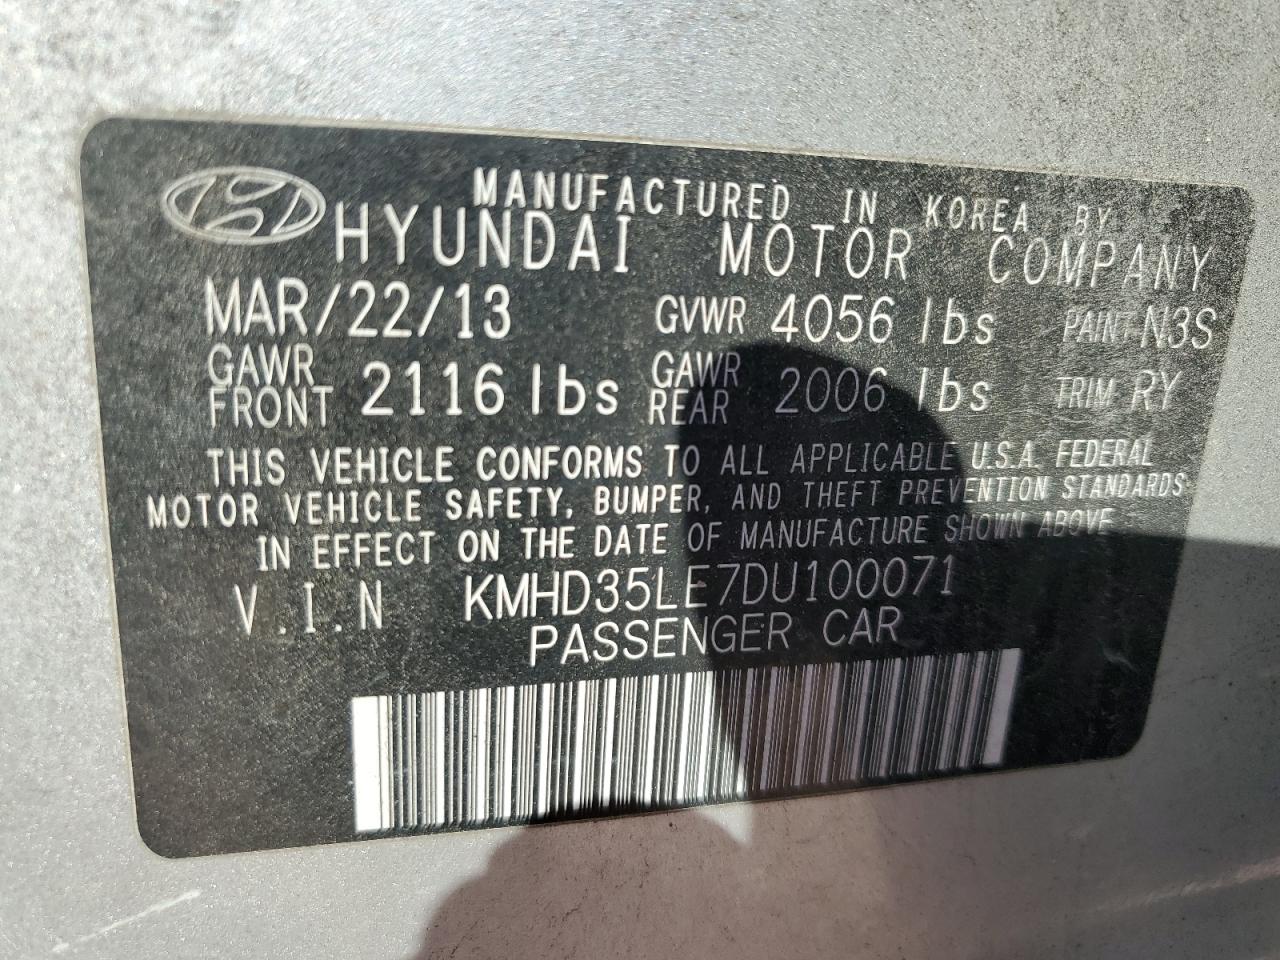 MANUFACTURED IN KOREA BY
HYUNDAI MOTOR COMPANY
MAR/22/13 GVWR 4056 lbs PAINT N3S
GAWR FRONT 2116 lbs GAWR REAR 2006 lbs TRIM RY
THIS VEHICLE CONFORMS TO ALL APPLICABLE U.S.A. FEDERAL
MOTOR VEHICLE SAFETY, BUMPER, AND THEFT PREVENTION STANDARDS
IN EFFECT ON THE DATE OF MANUFACTURE SHOWN ABOVE.
V.I.N KMHD35LE7DU100071
PASSENGER CAR